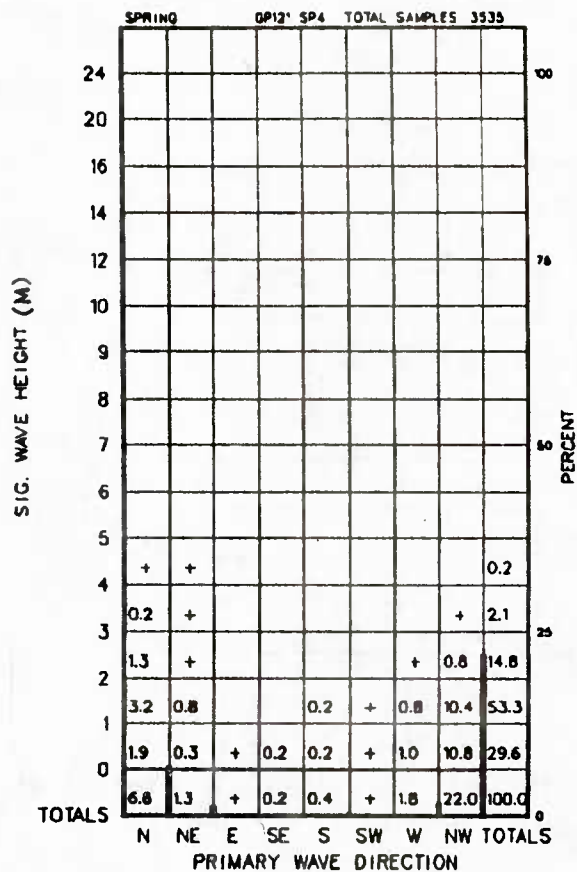 SPRING GP12' SP4 TOTAL SAMPLES 3535
24 100
20
16
14
12 75
10
9
8
7 50
6
5
+ + 0.2
4
0.2 + + 2.1
3 25
1.3 + + 0.8 14.8
2
3.2 0.8 0.2 + 0.8 10.4 53.3
1
1.9 0.3 + 0.2 0.2 + 1.0 10.8 29.6
0
6.8 1.3 + 0.2 0.4 + 1.8 22.0 100.0
TOTALS 0
N NE E SE S SW W NW TOTALS
PRIMARY WAVE DIRECTION
SIG. WAVE HEIGHT (M)
PERCENT